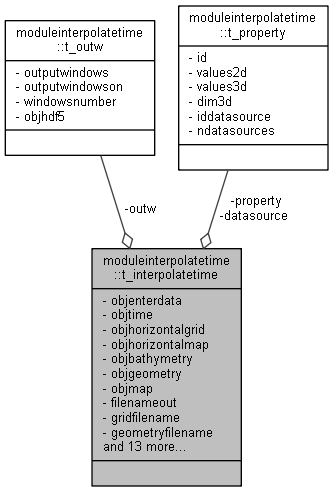 moduleinterpolatetime
::t_outw
- outputwindows
- outputwindowson
- windowsnumber
- objhdf5
moduleinterpolatetime
::t_property
- id
- values2d
- values3d
- dim3d
- iddatasource
- ndatasources
-outw
-property
-datasource
moduleinterpolatetime
::t_interpolatetime
- objenterdata
- objtime
- objhorizontalgrid
- objhorizontalmap
- objbathymetry
- objgeometry
- objmap
- filenameout
- gridfilename
- geometryfilename
and 13 more...